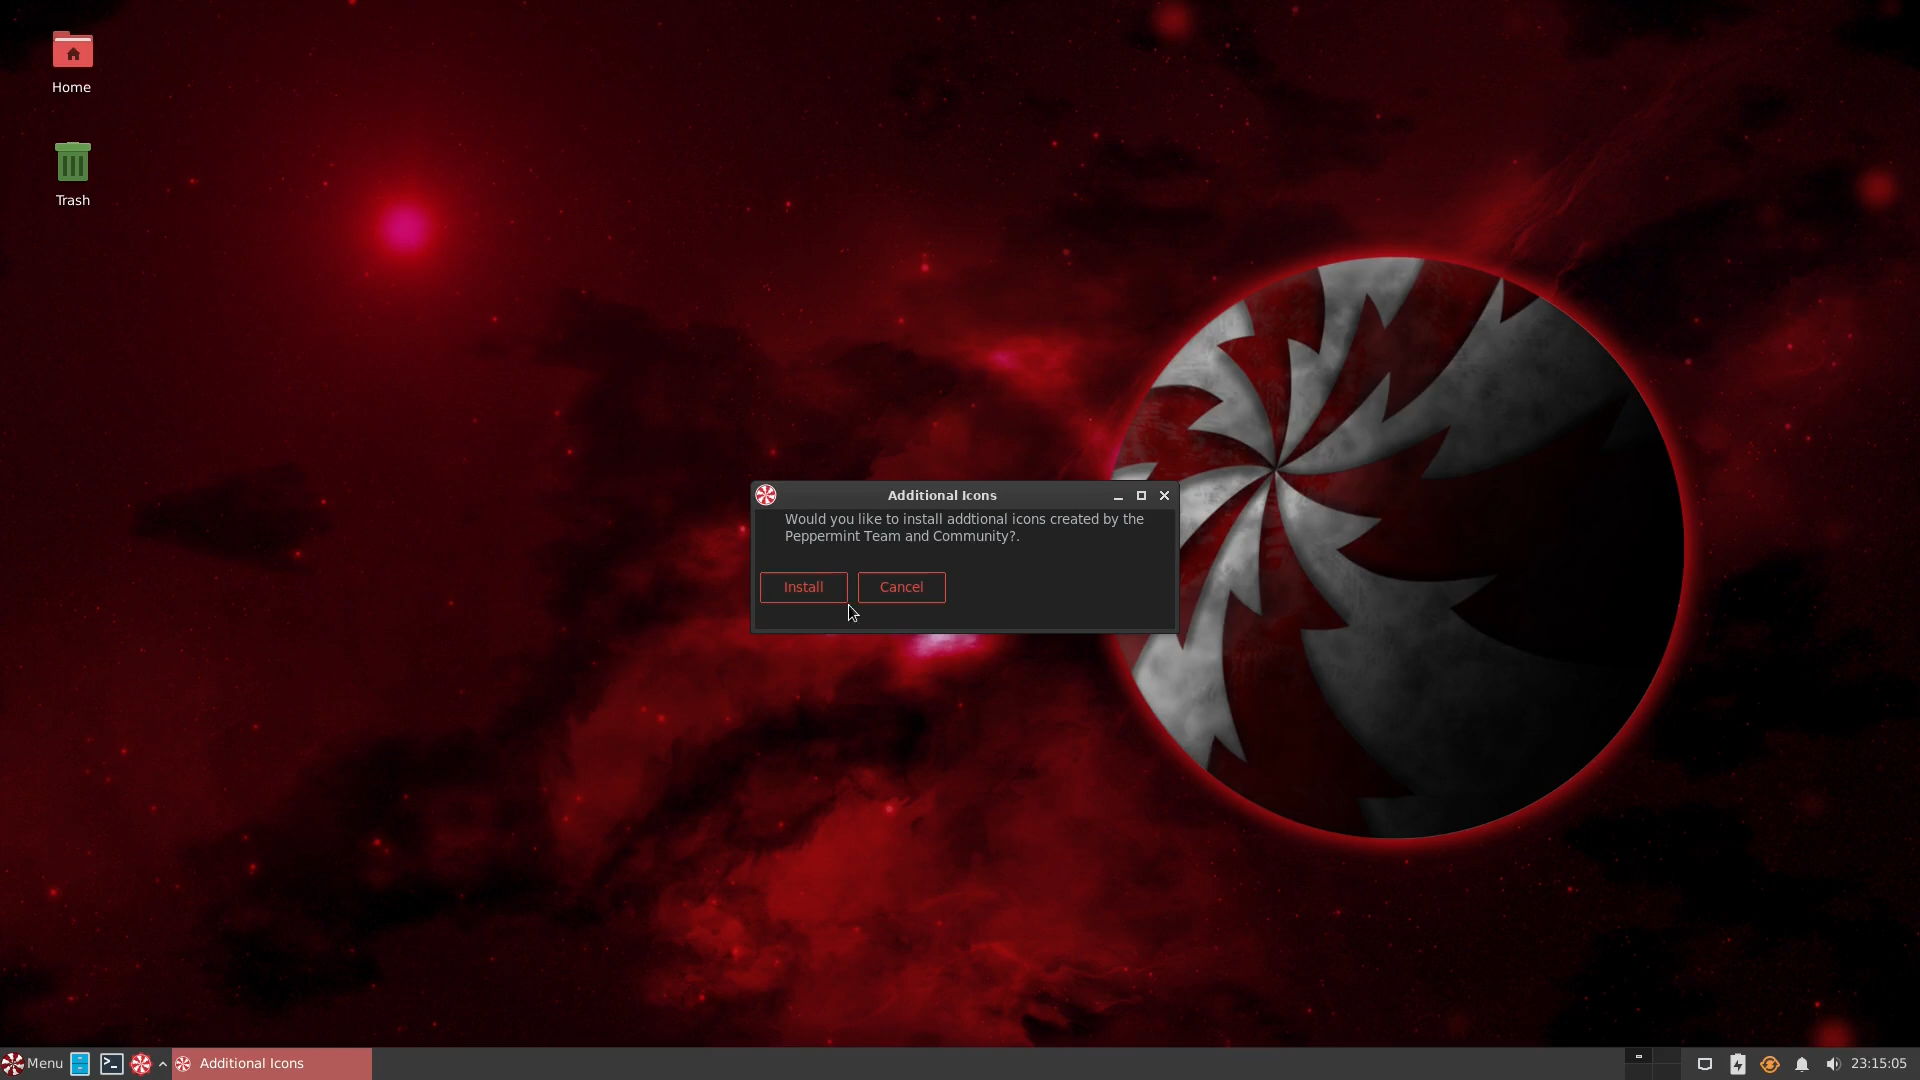 Home
Trash
Additional Icons
Would you like to install addtional icons created by the
Peppermint Team and Community?.
Install
Cancel
Menu
Additional Icons
23:15:05